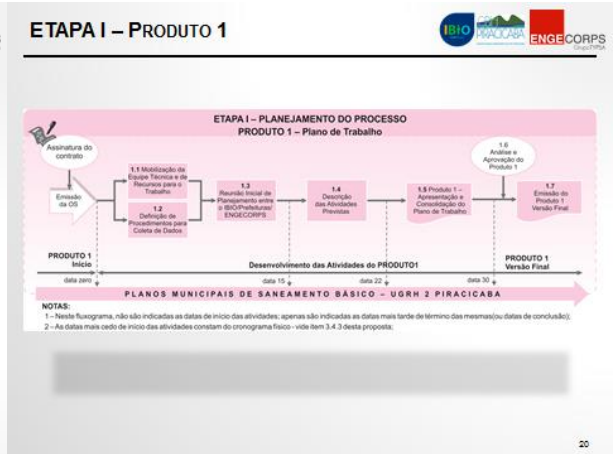 ETAPA I – PRODUTO 1
IBIO
PIRACICABA
ENGECORPS
ETAPA I – PLANEJAMENTO DO PROCESSO
PRODUTO 1 – Plano de Trabalho
Assinatura do
contrato
Emissão
da OS
1.1 Mobilização da
Equipe Técnica e de
Recursos para o
Trabalho
1.2
Definição de
Procedimentos para
Coleta de Dados
1.3
Reunião Inicial de
Planejamento entre
o IBIO/Prefeituras/
ENGECORPS
1.4
Descrição
das Atividades
Previstas
1.5 Produto 1 –
Apresentação e
Consolidação do
Plano de Trabalho
1.6
Análise e
Aprovação do
Produto 1
1.7
Emissão do
Produto 1
Versão Final
PRODUTO 1
Início
Desenvolvimento das Atividades do PRODUTO1
PRODUTO 1
Versão Final
data zero
data 15
data 22
data 30
PLANOS MUNICIPAIS DE SANEAMENTO BÁSICO – UGRH 2 PIRACICABA
NOTAS:
1 – Neste fluxograma, não são indicadas as datas de início das atividades; apenas são indicadas as datas mais tarde de término das mesmas(ou datas de conclusão);
2 – As datas mais cedo de início das atividades constam do cronograma físico - vide item 3.4.3 desta proposta;
20